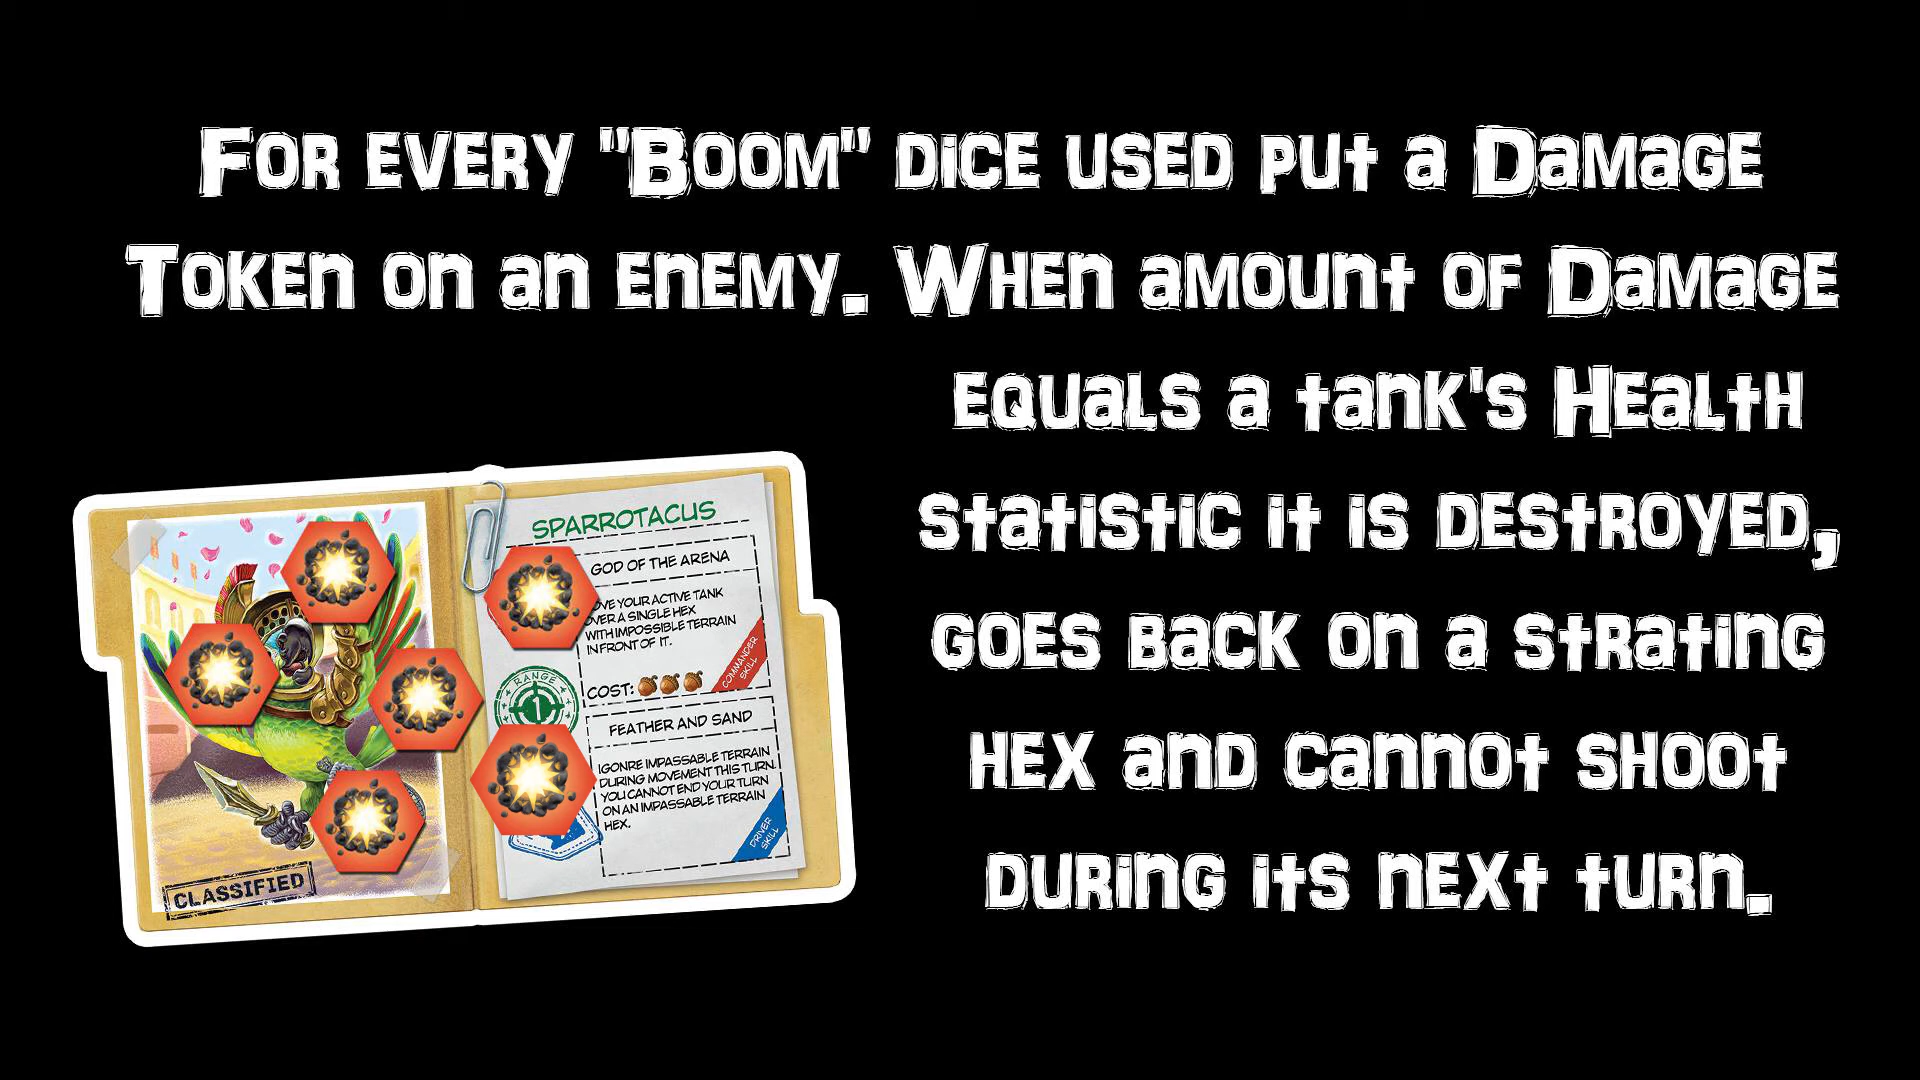 For every "Boom" dice used put a Damage
Token on an enemy. When amount of Damage
equals a tank's Health
statistic it is destroyed,
goes back on a strating
hex and cannot shoot
during its next turn.
SPARROTACUS
GOD OF THE ARENA
OVE YOUR ACTIVE TANK
OVER A SINGLE HEX
WITH IMPOSSIBLE TERRAIN
IN FRONT OF IT.
COST:
COMMANDER
SKILL
RANGE
1
FEATHER AND SAND
IGONRE IMPASSABLE TERRAIN
DURING MOVEMENT THIS TURN.
YOU CANNOT END YOUR TURN
ON AN IMPASSABLE TERRAIN
HEX.
DRIVER
SKILL
CLASSIFIED